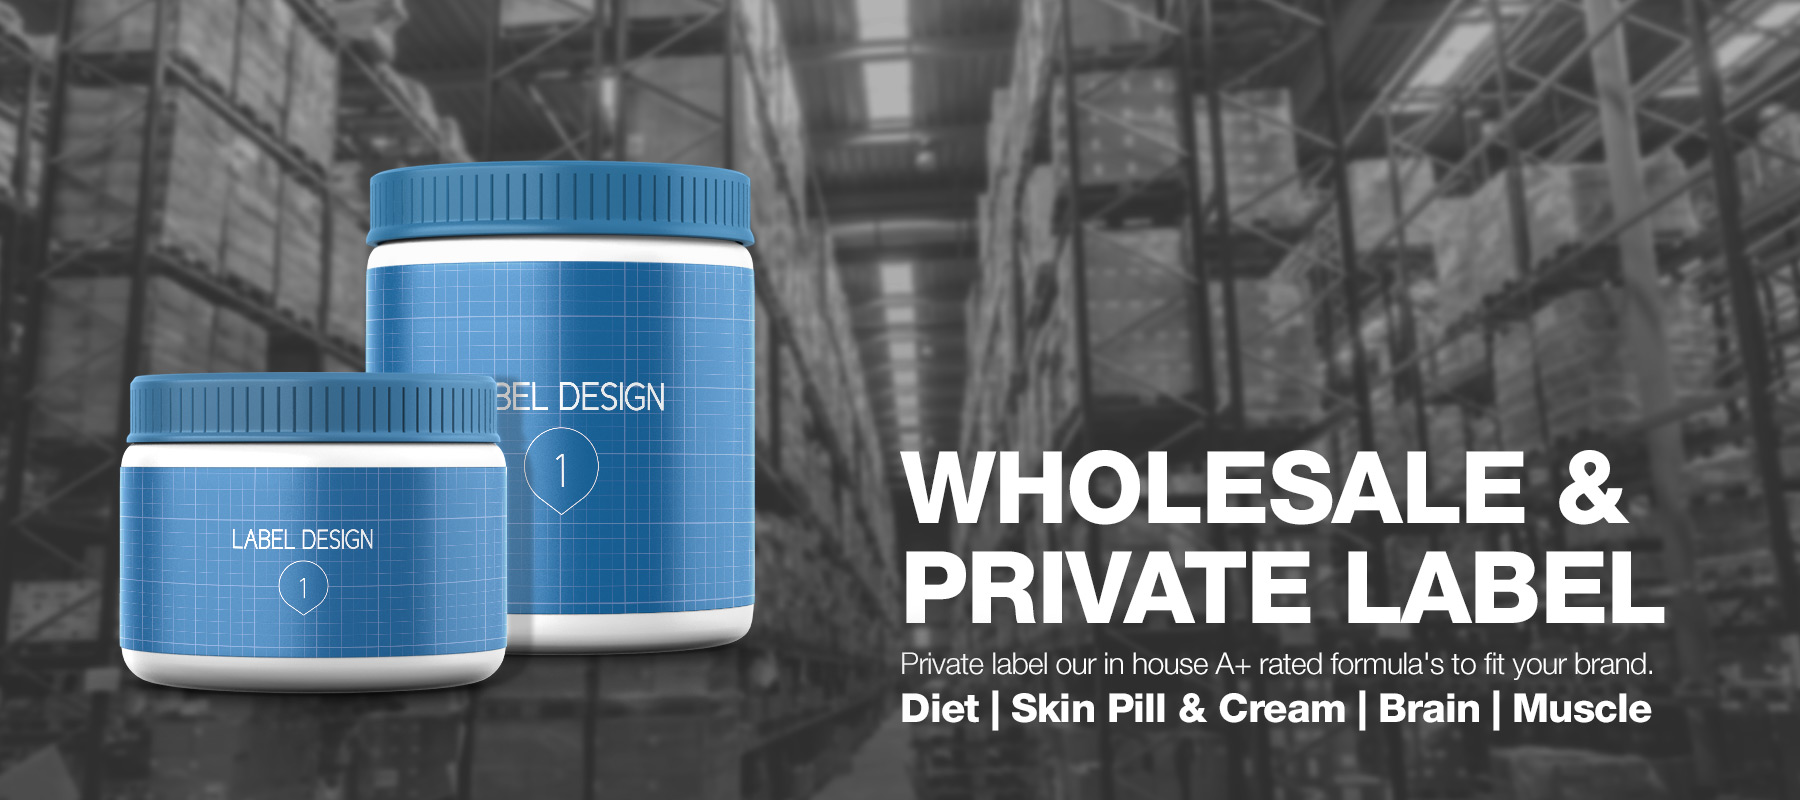 BEL DESIGN
1
LABEL DESIGN
1
WHOLESALE &
PRIVATE LABEL
Private label our in house A+ rated formula's to fit your brand.
Diet | Skin Pill & Cream | Brain | Muscle